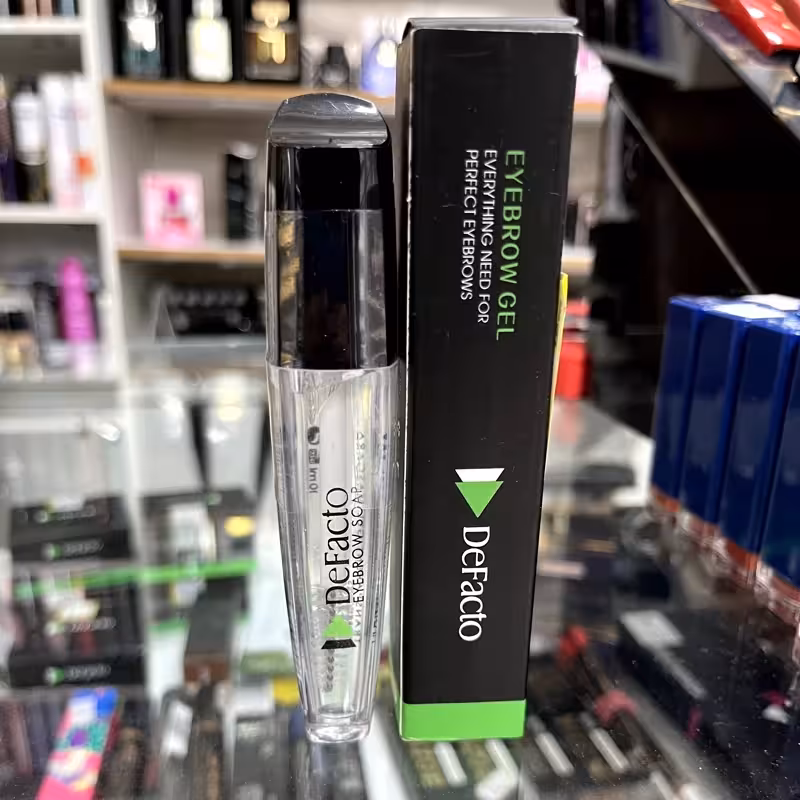 DeFacto
EYEBROW SOAP
EYEBROW GEL
EVERYTHING NEED FOR
PERFECT EYEBROWS
DeFacto